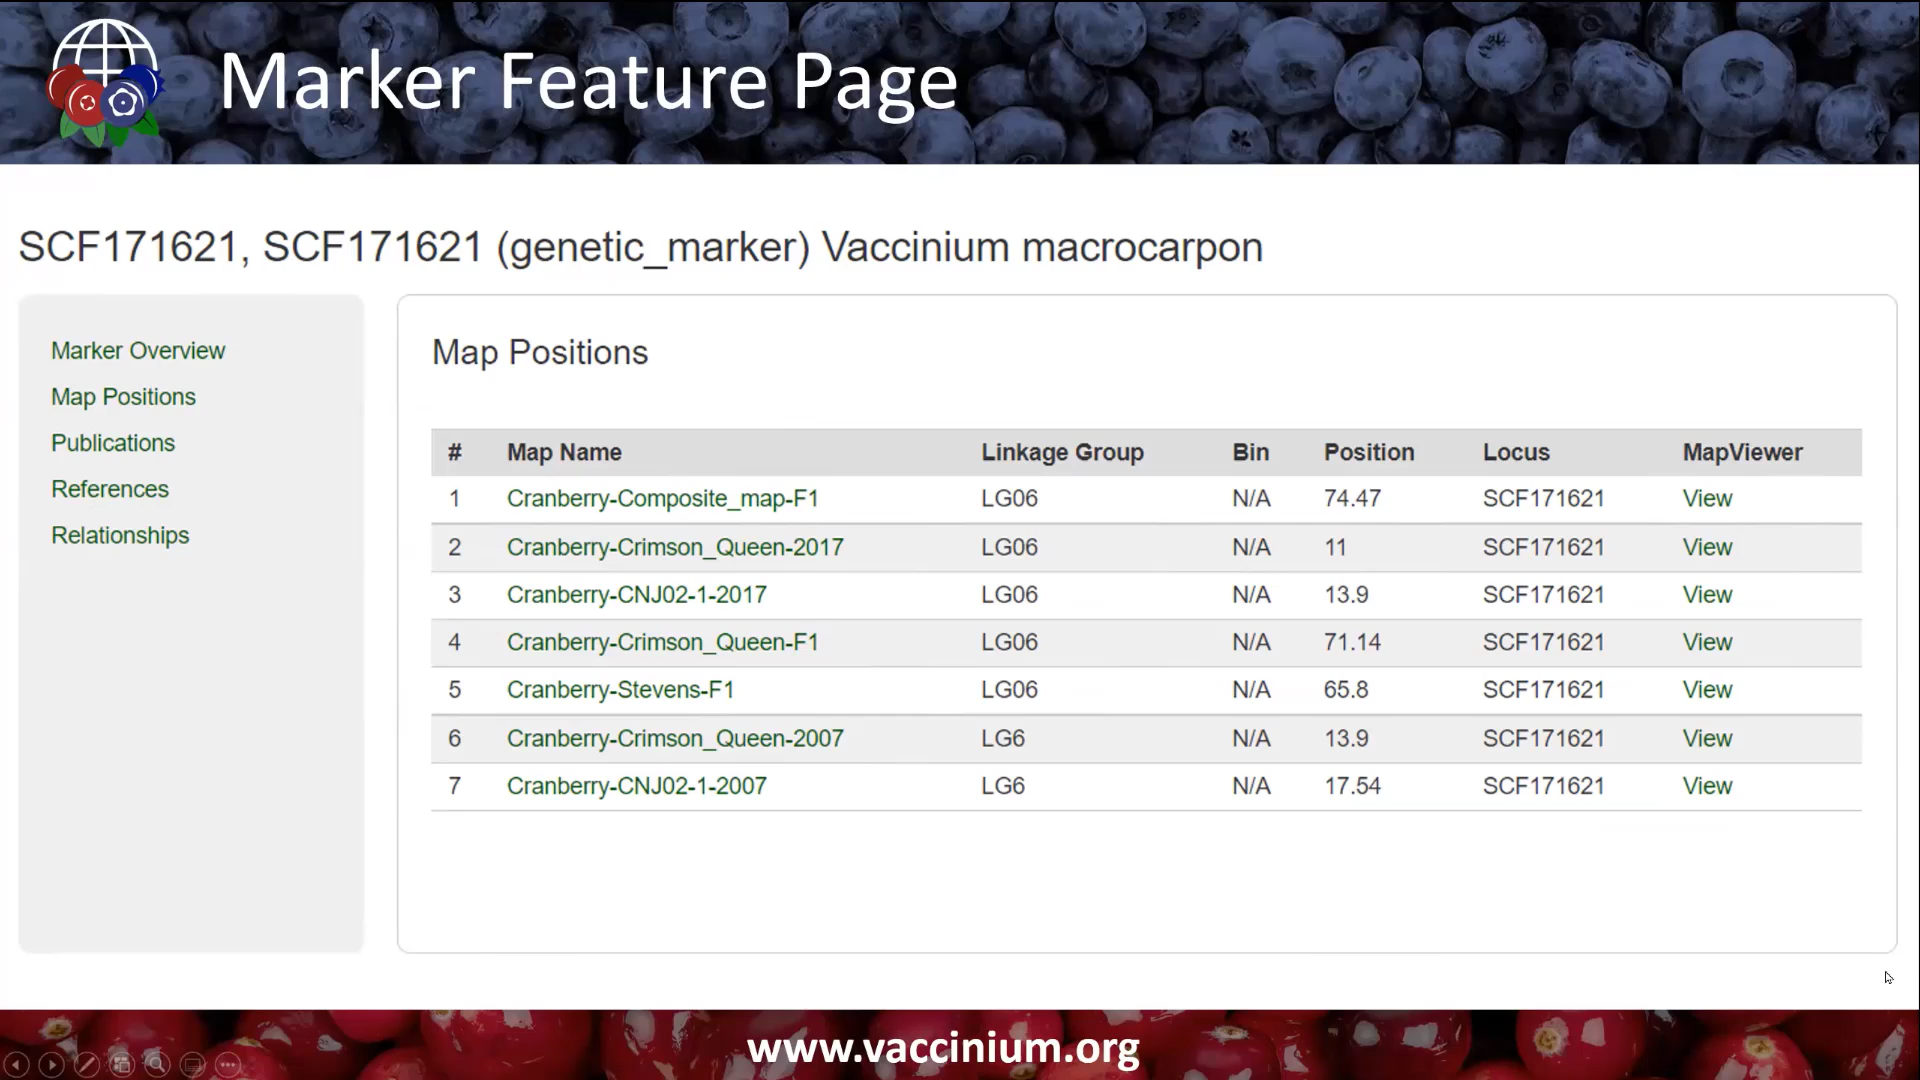 Marker Feature Page
SCF171621, SCF171621 (genetic_marker) Vaccinium macrocarpon
Marker Overview
Map Positions
Publications
References
Relationships
Map Positions
# Map Name Linkage Group Bin Position Locus MapViewer
1 Cranberry-Composite_map-F1 LG06 N/A 74.47 SCF171621 View
2 Cranberry-Crimson_Queen-2017 LG06 N/A 11 SCF171621 View
3 Cranberry-CNJ02-1-2017 LG06 N/A 13.9 SCF171621 View
4 Cranberry-Crimson_Queen-F1 LG06 N/A 71.14 SCF171621 View
5 Cranberry-Stevens-F1 LG06 N/A 65.8 SCF171621 View
6 Cranberry-Crimson_Queen-2007 LG6 N/A 13.9 SCF171621 View
7 Cranberry-CNJ02-1-2007 LG6 N/A 17.54 SCF171621 View
www.vaccinium.org